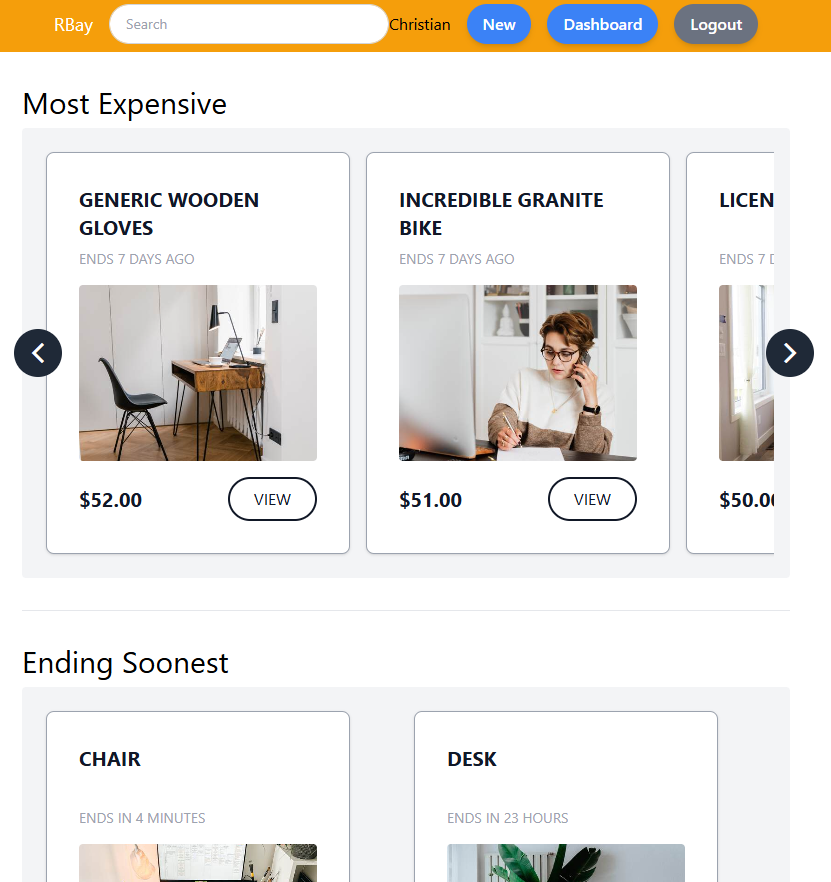 RBay Search Christian New Dashboard Logout
Most Expensive
GENERIC WOODEN
GLOVES
ENDS 7 DAYS AGO
$52.00 VIEW
INCREDIBLE GRANITE
BIKE
ENDS 7 DAYS AGO
$51.00 VIEW
LICEN
ENDS 7
$50.0
Ending Soonest
CHAIR
ENDS IN 4 MINUTES
DESK
ENDS IN 23 HOURS